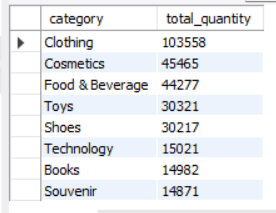 category total_quantity
Clothing 103558
Cosmetics 45465
Food & Beverage 44277
Toys 30321
Shoes 30217
Technology 15021
Books 14982
Souvenir 14871